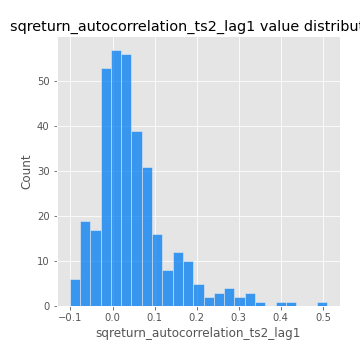 sqreturn_autocorrelation_ts2_lag1 value distribut
50
40
30
20
10
0
Count
−0.1 0.0 0.1 0.2 0.3 0.4 0.5
sqreturn_autocorrelation_ts2_lag1